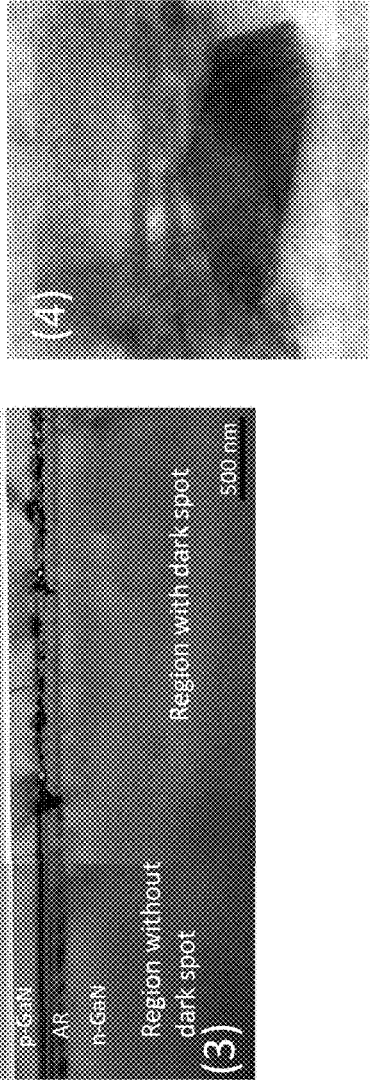 p-GaN
AR
n-GaN
Region without
dark spot
Region with dark spot
500 nm
(3)
(4)